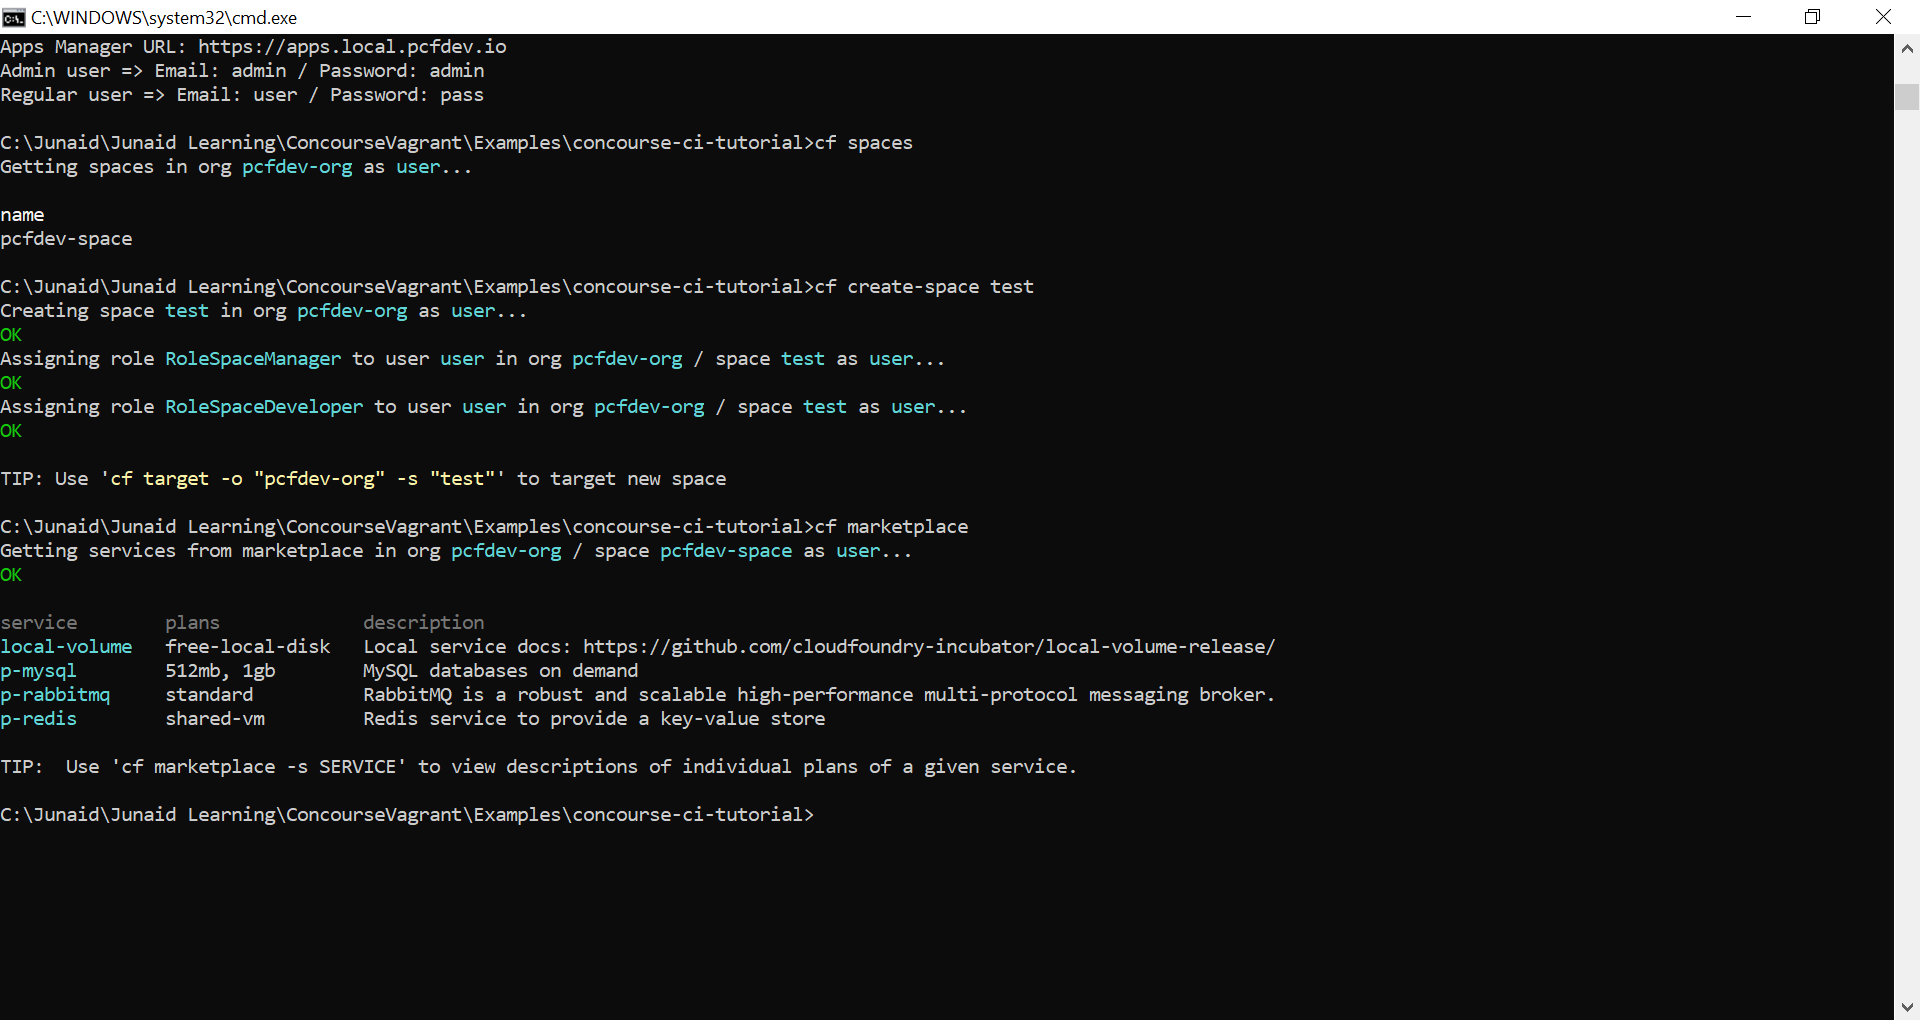 C:\WINDOWS\system32\cmd.exe
Apps Manager URL: https://apps.local.pcfdev.io
Admin user => Email: admin / Password: admin
Regular user => Email: user / Password: pass
C:\Junaid\Junaid Learning\ConcourseVagrant\Examples\concourse-ci-tutorial>cf spaces
Getting spaces in org pcfdev-org as user...
name
pcfdev-space
C:\Junaid\Junaid Learning\ConcourseVagrant\Examples\concourse-ci-tutorial>cf create-space test
Creating space test in org pcfdev-org as user...
OK
Assigning role RoleSpaceManager to user user in org pcfdev-org / space test as user...
OK
Assigning role RoleSpaceDeveloper to user user in org pcfdev-org / space test as user...
OK
TIP: Use 'cf target -o "pcfdev-org" -s "test"' to target new space
C:\Junaid\Junaid Learning\ConcourseVagrant\Examples\concourse-ci-tutorial>cf marketplace
Getting services from marketplace in org pcfdev-org / space pcfdev-space as user...
OK
service        plans             description
local-volume   free-local-disk   Local service docs: https://github.com/cloudfoundry-incubator/local-volume-release/
p-mysql        512mb, 1gb        MySQL databases on demand
p-rabbitmq     standard          RabbitMQ is a robust and scalable high-performance multi-protocol messaging broker.
p-redis        shared-vm         Redis service to provide a key-value store
TIP:  Use 'cf marketplace -s SERVICE' to view descriptions of individual plans of a given service.
C:\Junaid\Junaid Learning\ConcourseVagrant\Examples\concourse-ci-tutorial>